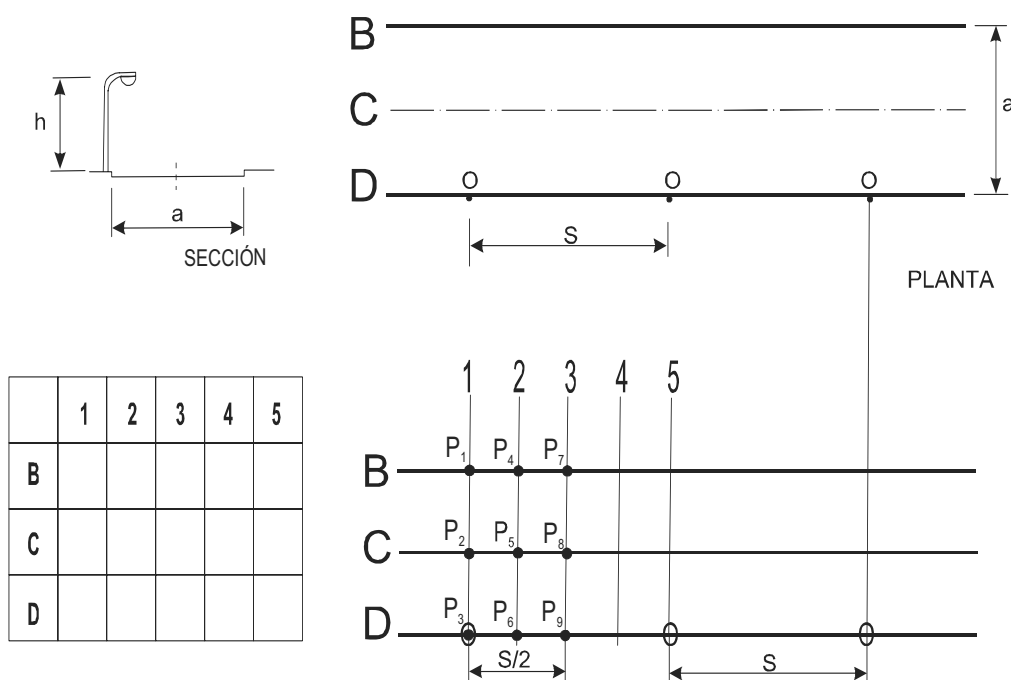 B
C
D
a
h
a
SECCIÓN
O O O
S
PLANTA
1 2 3 4 5
B
C
D
1 2 3 4 5
B
C
D
P₁ P₄ P₇
P₂ P₅ P₈
P₃ P₆ P₉
S/2
S